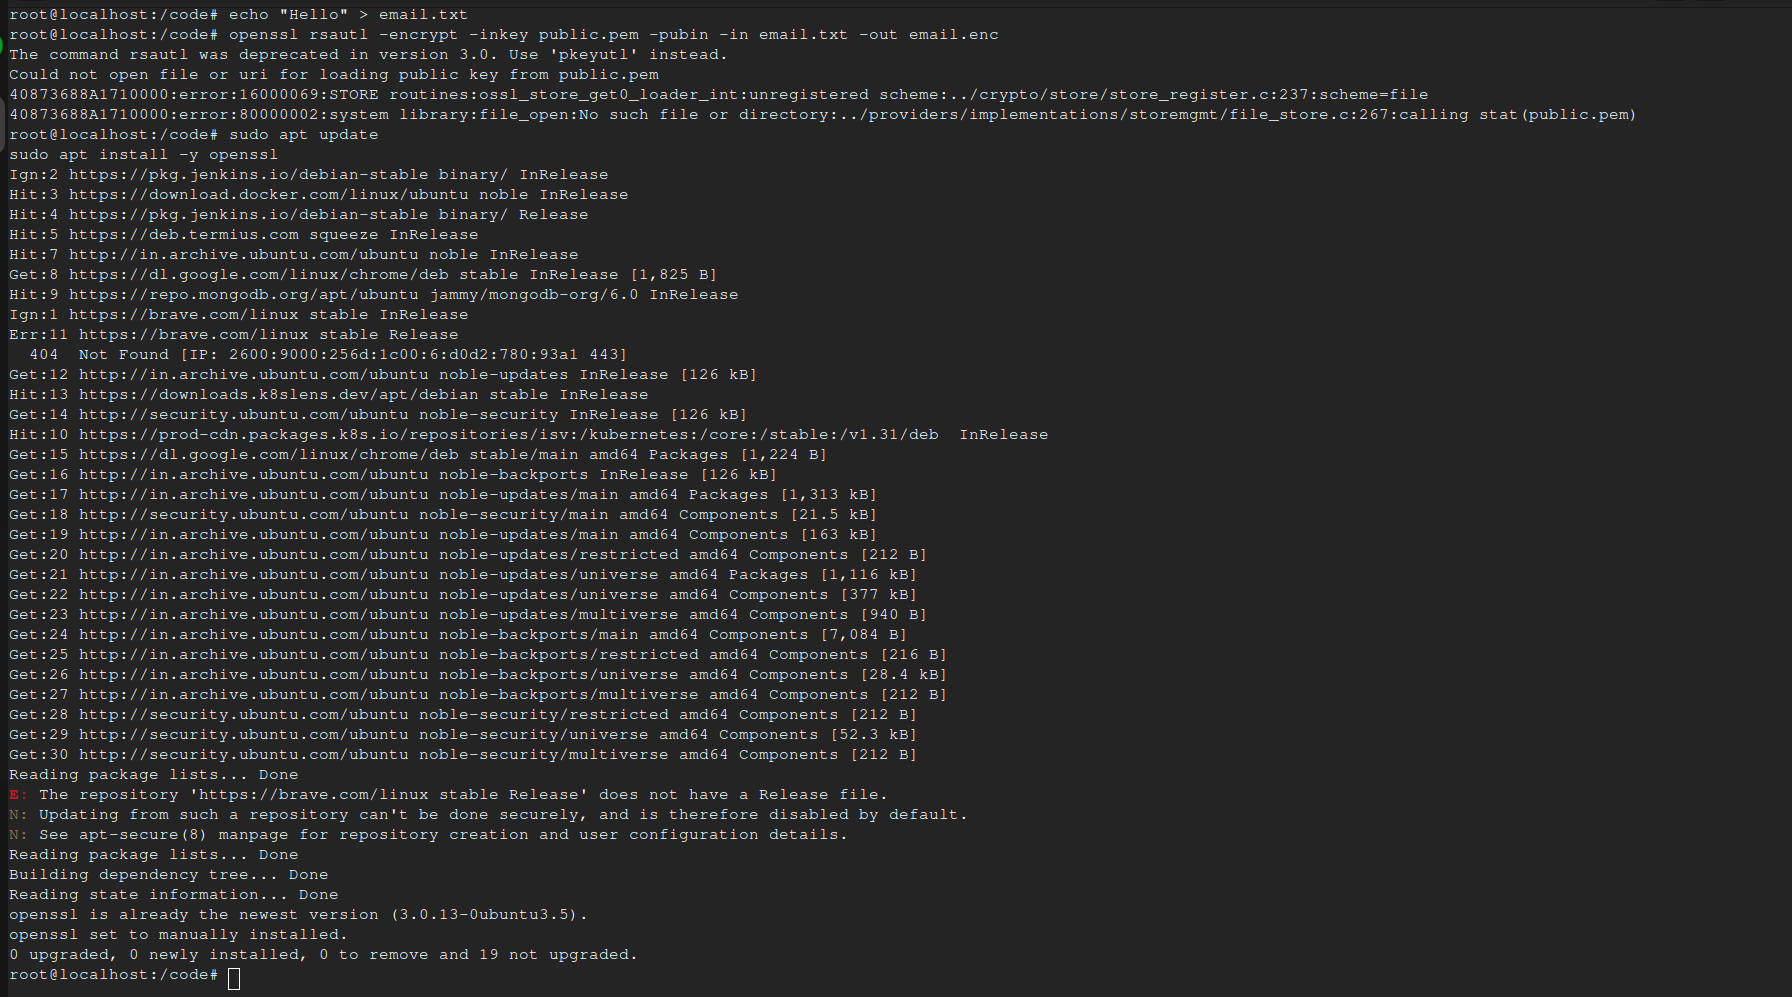 root@localhost:/code# echo "Hello" > email.txt
root@localhost:/code# openssl rsautl -encrypt -inkey public.pem -pubin -in email.txt -out email.enc
The command rsautl was deprecated in version 3.0. Use 'pkeyutl' instead.
Could not open file or uri for loading public key from public.pem
40873688A1710000:error:16000069:STORE routines:ossl_store_get0_loader_int:unregistered scheme:../crypto/store/store_register.c:237:scheme=file
40873688A1710000:error:80000002:system library:file_open:No such file or directory:../providers/implementations/storemgmt/file_store.c:267:calling stat(public.pem)
root@localhost:/code# sudo apt update
sudo apt install -y openssl
Ign:2 https://pkg.jenkins.io/debian-stable binary/ InRelease
Hit:3 https://download.docker.com/linux/ubuntu noble InRelease
Hit:4 https://pkg.jenkins.io/debian-stable binary/ Release
Hit:5 https://deb.termius.com squeeze InRelease
Hit:7 http://in.archive.ubuntu.com/ubuntu noble InRelease
Get:8 https://dl.google.com/linux/chrome/deb stable InRelease [1,825 B]
Hit:9 https://repo.mongodb.org/apt/ubuntu jammy/mongodb-org/6.0 InRelease
Ign:1 https://brave.com/linux stable InRelease
Err:11 https://brave.com/linux stable Release
  404  Not Found [IP: 2600:9000:256d:1c00:6:d0d2:780:93a1 443]
Get:12 http://in.archive.ubuntu.com/ubuntu noble-updates InRelease [126 kB]
Hit:13 https://downloads.k8slens.dev/apt/debian stable InRelease
Get:14 http://security.ubuntu.com/ubuntu noble-security InRelease [126 kB]
Hit:10 https://prod-cdn.packages.k8s.io/repositories/isv:/kubernetes:/core:/stable:/v1.31/deb  InRelease
Get:15 https://dl.google.com/linux/chrome/deb stable/main amd64 Packages [1,224 B]
Get:16 http://in.archive.ubuntu.com/ubuntu noble-backports InRelease [126 kB]
Get:17 http://in.archive.ubuntu.com/ubuntu noble-updates/main amd64 Packages [1,313 kB]
Get:18 http://security.ubuntu.com/ubuntu noble-security/main amd64 Components [21.5 kB]
Get:19 http://in.archive.ubuntu.com/ubuntu noble-updates/main amd64 Components [163 kB]
Get:20 http://in.archive.ubuntu.com/ubuntu noble-updates/restricted amd64 Components [212 B]
Get:21 http://in.archive.ubuntu.com/ubuntu noble-updates/universe amd64 Packages [1,116 kB]
Get:22 http://in.archive.ubuntu.com/ubuntu noble-updates/universe amd64 Components [377 kB]
Get:23 http://in.archive.ubuntu.com/ubuntu noble-updates/multiverse amd64 Components [940 B]
Get:24 http://in.archive.ubuntu.com/ubuntu noble-backports/main amd64 Components [7,084 B]
Get:25 http://in.archive.ubuntu.com/ubuntu noble-backports/restricted amd64 Components [216 B]
Get:26 http://in.archive.ubuntu.com/ubuntu noble-backports/universe amd64 Components [28.4 kB]
Get:27 http://in.archive.ubuntu.com/ubuntu noble-backports/multiverse amd64 Components [212 B]
Get:28 http://security.ubuntu.com/ubuntu noble-security/restricted amd64 Components [212 B]
Get:29 http://security.ubuntu.com/ubuntu noble-security/universe amd64 Components [52.3 kB]
Get:30 http://security.ubuntu.com/ubuntu noble-security/multiverse amd64 Components [212 B]
Reading package lists... Done
E: The repository 'https://brave.com/linux stable Release' does not have a Release file.
N: Updating from such a repository can't be done securely, and is therefore disabled by default.
N: See apt-secure(8) manpage for repository creation and user configuration details.
Reading package lists... Done
Building dependency tree... Done
Reading state information... Done
openssl is already the newest version (3.0.13-0ubuntu3.5).
openssl set to manually installed.
0 upgraded, 0 newly installed, 0 to remove and 19 not upgraded.
root@localhost:/code#